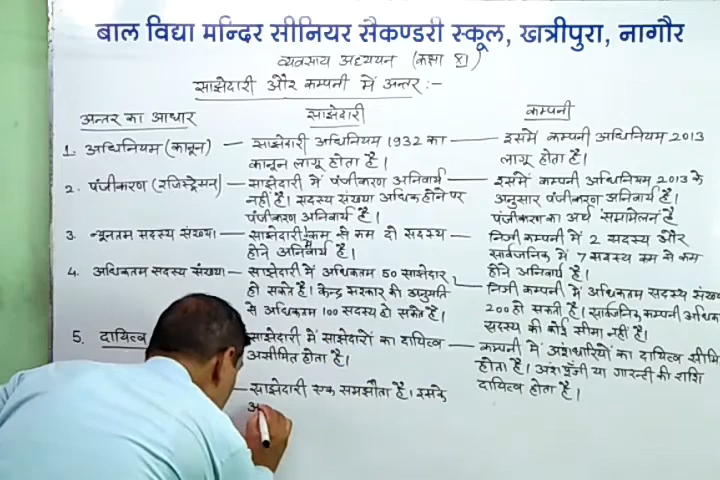 बाल विद्या मन्दिर सीनियर सैकण्डरी स्कूल, खत्रीपुरा, नागौर
व्यवसाय अध्ययन (कक्षा XI)
साझेदारी और कम्पनी में अन्तर :-
अन्तर का आधार साझेदारी कम्पनी
1. अधिनियम (कानून) — साझेदारी अधिनियम 1932 का — इसमें कम्पनी अधिनियम 2013
कानून लागू होता है। लागू होता है।
2. पंजीकरण (रजिस्ट्रेसन) — साझेदारी में पंजीकरण अनिवार्य — इसमें कम्पनी अधिनियम 2013 के
नहीं है। सदस्य संख्या अधिक होने पर अनुसार पंजीकरण अनिवार्य है।
पंजीकरण अनिवार्य है। पंजीकरण का अर्थ समामेलन है
3. न्यूनतम सदस्य संख्या — साझेदारी में कम से कम दो सदस्य — निजी कम्पनी में 2 सदस्य और
होने अनिवार्य है। सार्वजनिक में 7 सदस्य कम से कम
होने अनिवार्य है।
4. अधिकतम सदस्य संख्या — साझेदारी में अधिकतम 50 साझेदार
हो सकते है। केन्द्र सरकार की अनुमति — निजी कम्पनी में अधिकतम सदस्य संख्य
से अधिकतम 100 सदस्य हो सकते है। 200 हो सकती है। सार्वजनिक कम्पनी अधिक
सदस्य की कोई सीमा नहीं है।
5. दायित्व साझेदारी में साझेदारों का दायित्व — कम्पनी में अंशधारियों का दायित्व सीमि
असीमित होता है। होता है। अंश पूँजी या गारन्टी की राशि
दायित्व होता है।
— साझेदारी एक समझौता है। इसके
अ